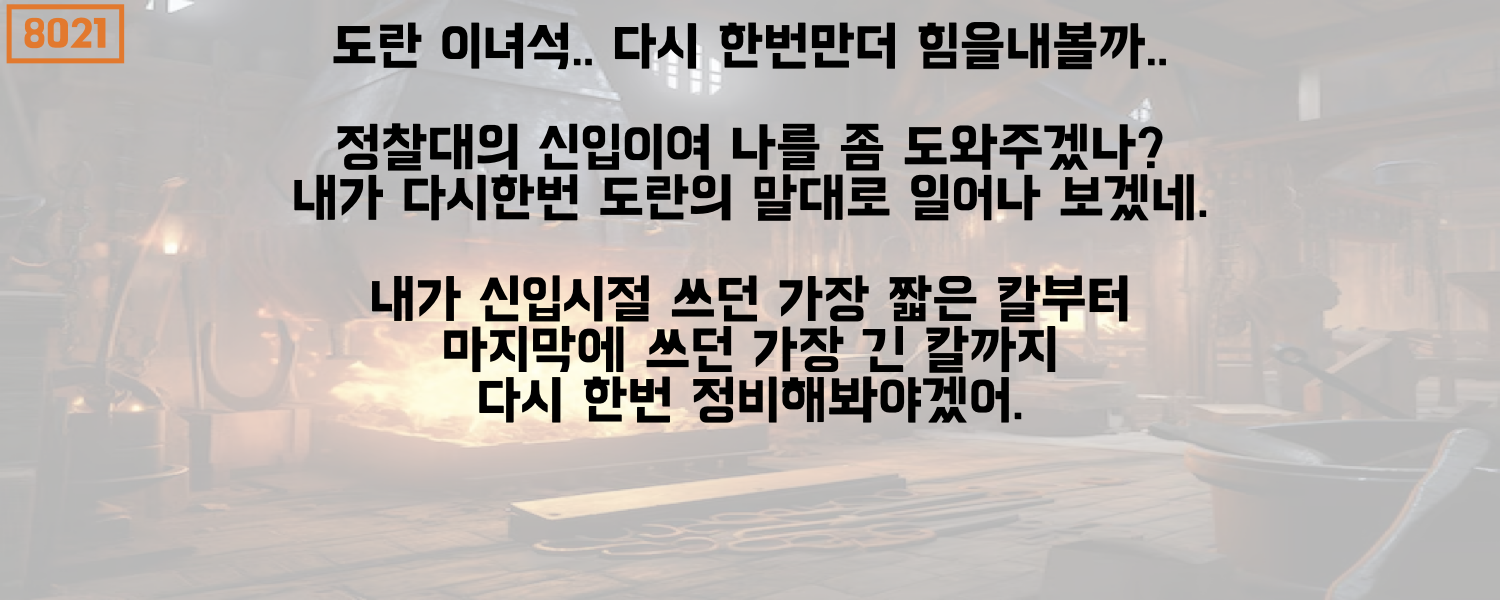 8021
도란 이녀석.. 다시 한번만더 힘을내볼까..
정찰대의 신입이여 나를 좀 도와주겠나?
내가 다시한번 도란의 말대로 일어나 보겠네.
내가 신입시절 쓰던 가장 짧은 칼부터
마지막에 쓰던 가장 긴 칼까지
다시 한번 정비해봐야겠어.